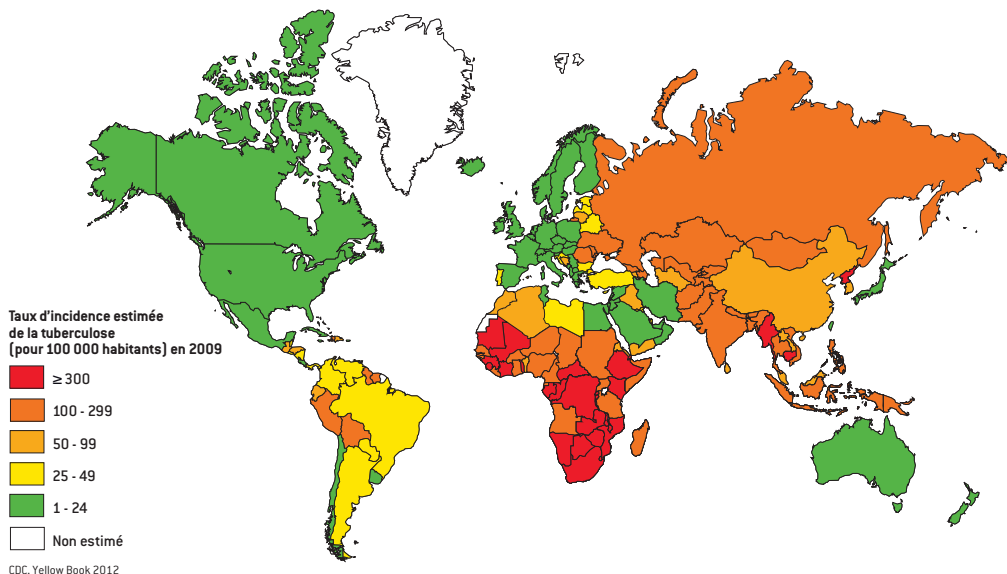 Taux d'incidence estimée
de la tuberculose
(pour 100 000 habitants) en 2009
≥ 300
100 - 299
50 - 99
25 - 49
1 - 24
Non estimé
CDC, Yellow Book 2012